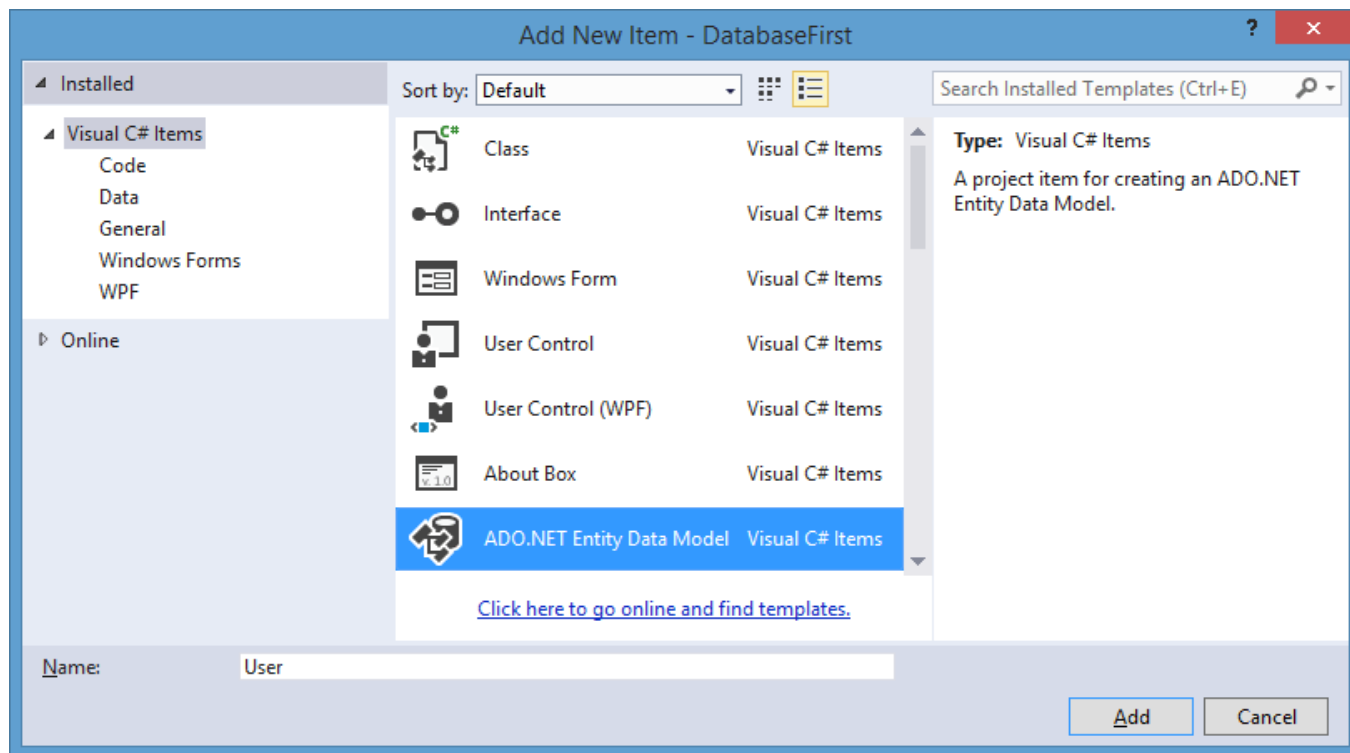 Add New Item - DatabaseFirst
?
Installed
Sort by: Default
Search Installed Templates (Ctrl+E)
Visual C# Items
Code
Data
General
Windows Forms
WPF
Online
C#
Class Visual C# Items
Interface Visual C# Items
Windows Form Visual C# Items
User Control Visual C# Items
User Control (WPF) Visual C# Items
v. 1.0
About Box Visual C# Items
ADO.NET Entity Data Model Visual C# Items
Click here to go online and find templates.
Type: Visual C# Items
A project item for creating an ADO.NET
Entity Data Model.
Name: User
Add Cancel